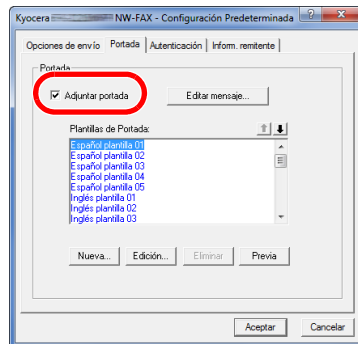 Kyocera NW-FAX - Configuración Predeterminada
Opciones de envío Portada Autenticación Inform. remitente
Portada
Adjuntar portada Editar mensaje...
Plantillas de Portada:
Español plantilla 01
Español plantilla 02
Español plantilla 03
Español plantilla 04
Español plantilla 05
Inglés plantilla 01
Inglés plantilla 02
Inglés plantilla 03
Nueva... Edición... Eliminar Previa
Aceptar Cancelar